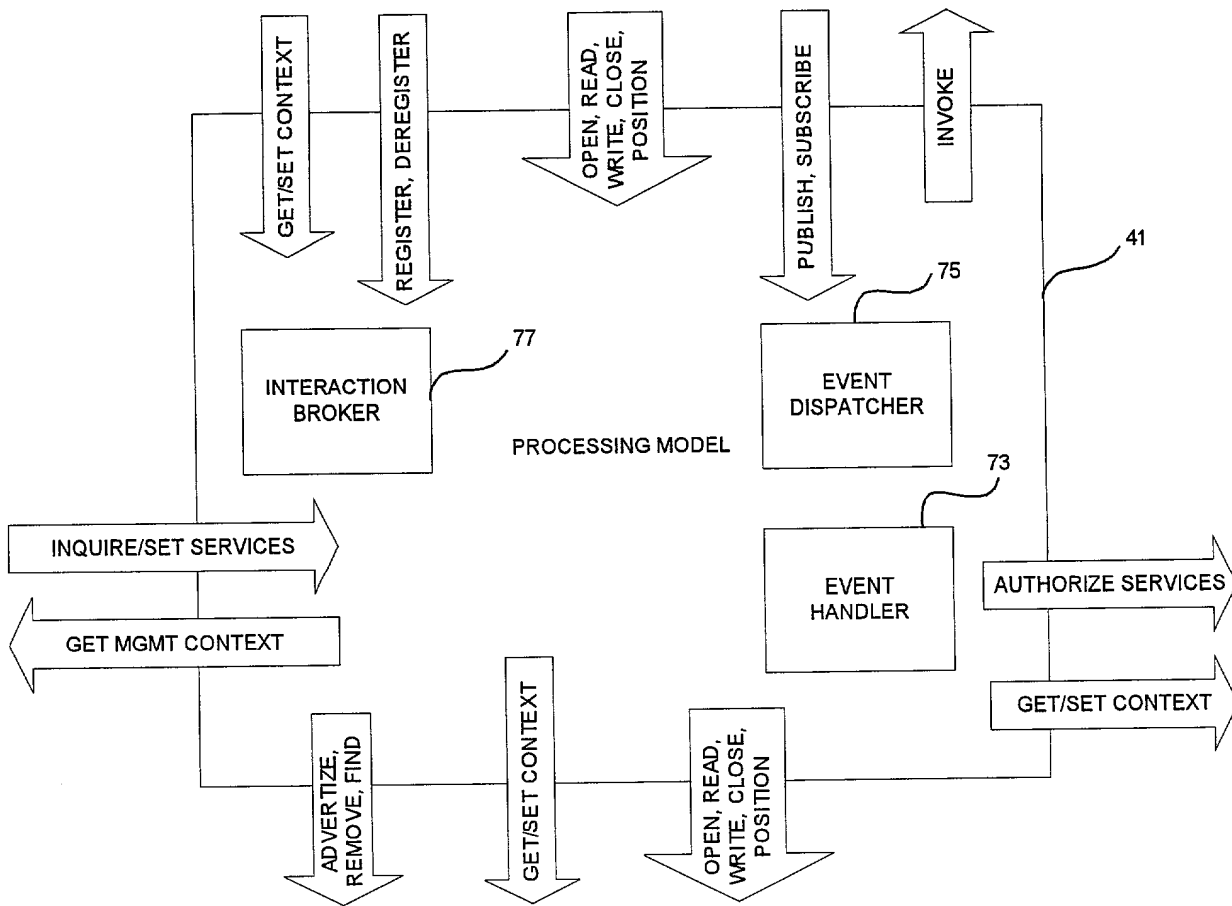 GET/SET CONTEXT
REGISTER, DEREGISTER
OPEN, READ,
WRITE, CLOSE,
POSITION
PUBLISH, SUBSCRIBE
INVOKE
41
75
77
INTERACTION
BROKER
EVENT
DISPATCHER
PROCESSING MODEL
73
INQUIRE/SET SERVICES
EVENT
HANDLER
AUTHORIZE SERVICES
GET MGMT CONTEXT
GET/SET CONTEXT
ADVERTIZE,
REMOVE, FIND
GET/SET CONTEXT
OPEN, READ,
WRITE, CLOSE,
POSITION